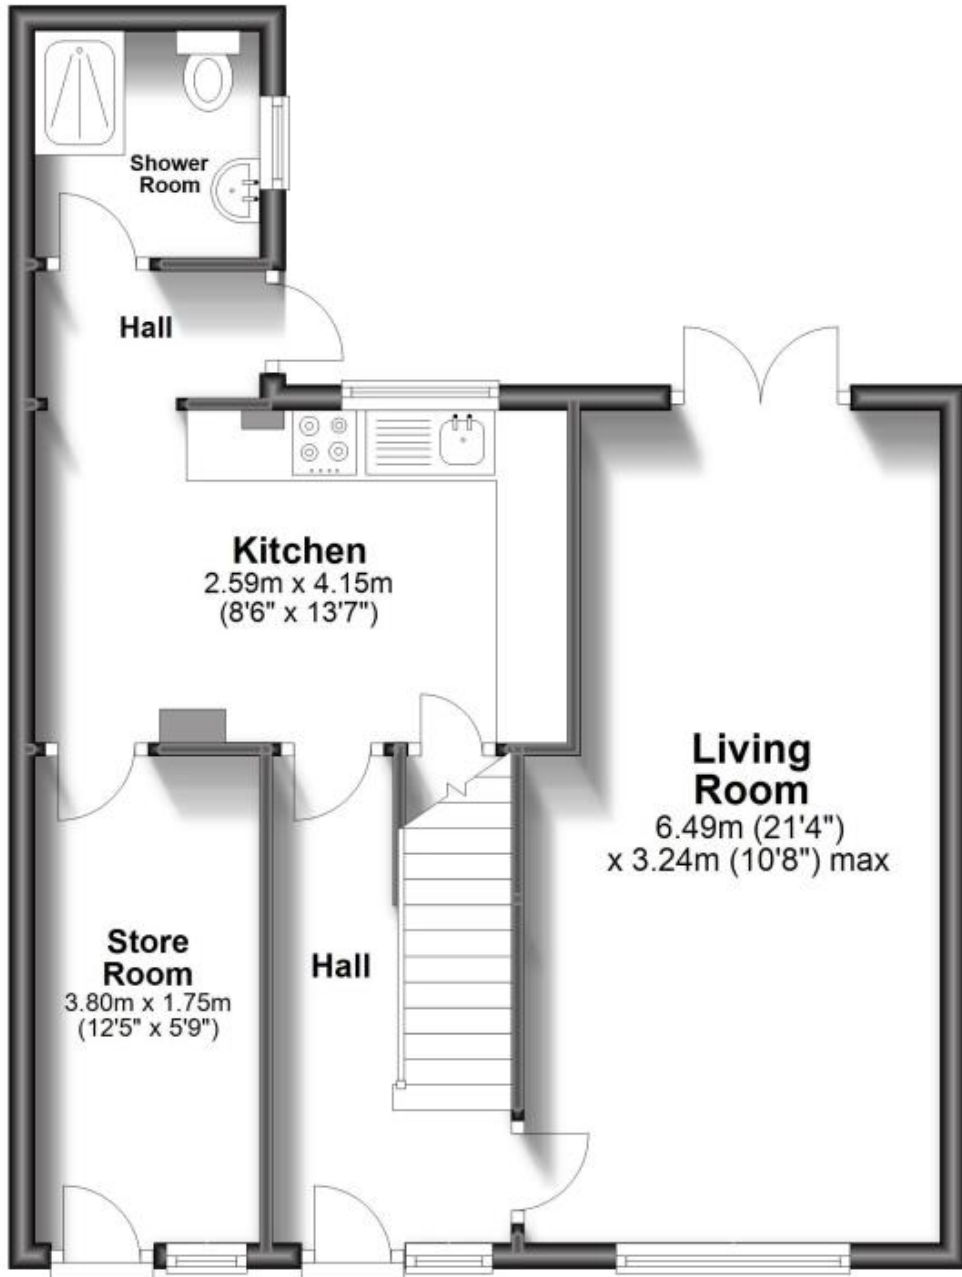 Shower
Room
Hall
Kitchen
2.59m x 4.15m
(8'6" x 13'7")
Living
Room
6.49m (21'4")
x 3.24m (10'8") max
Store
Room
3.80m x 1.75m
(12'5" x 5'9")
Hall